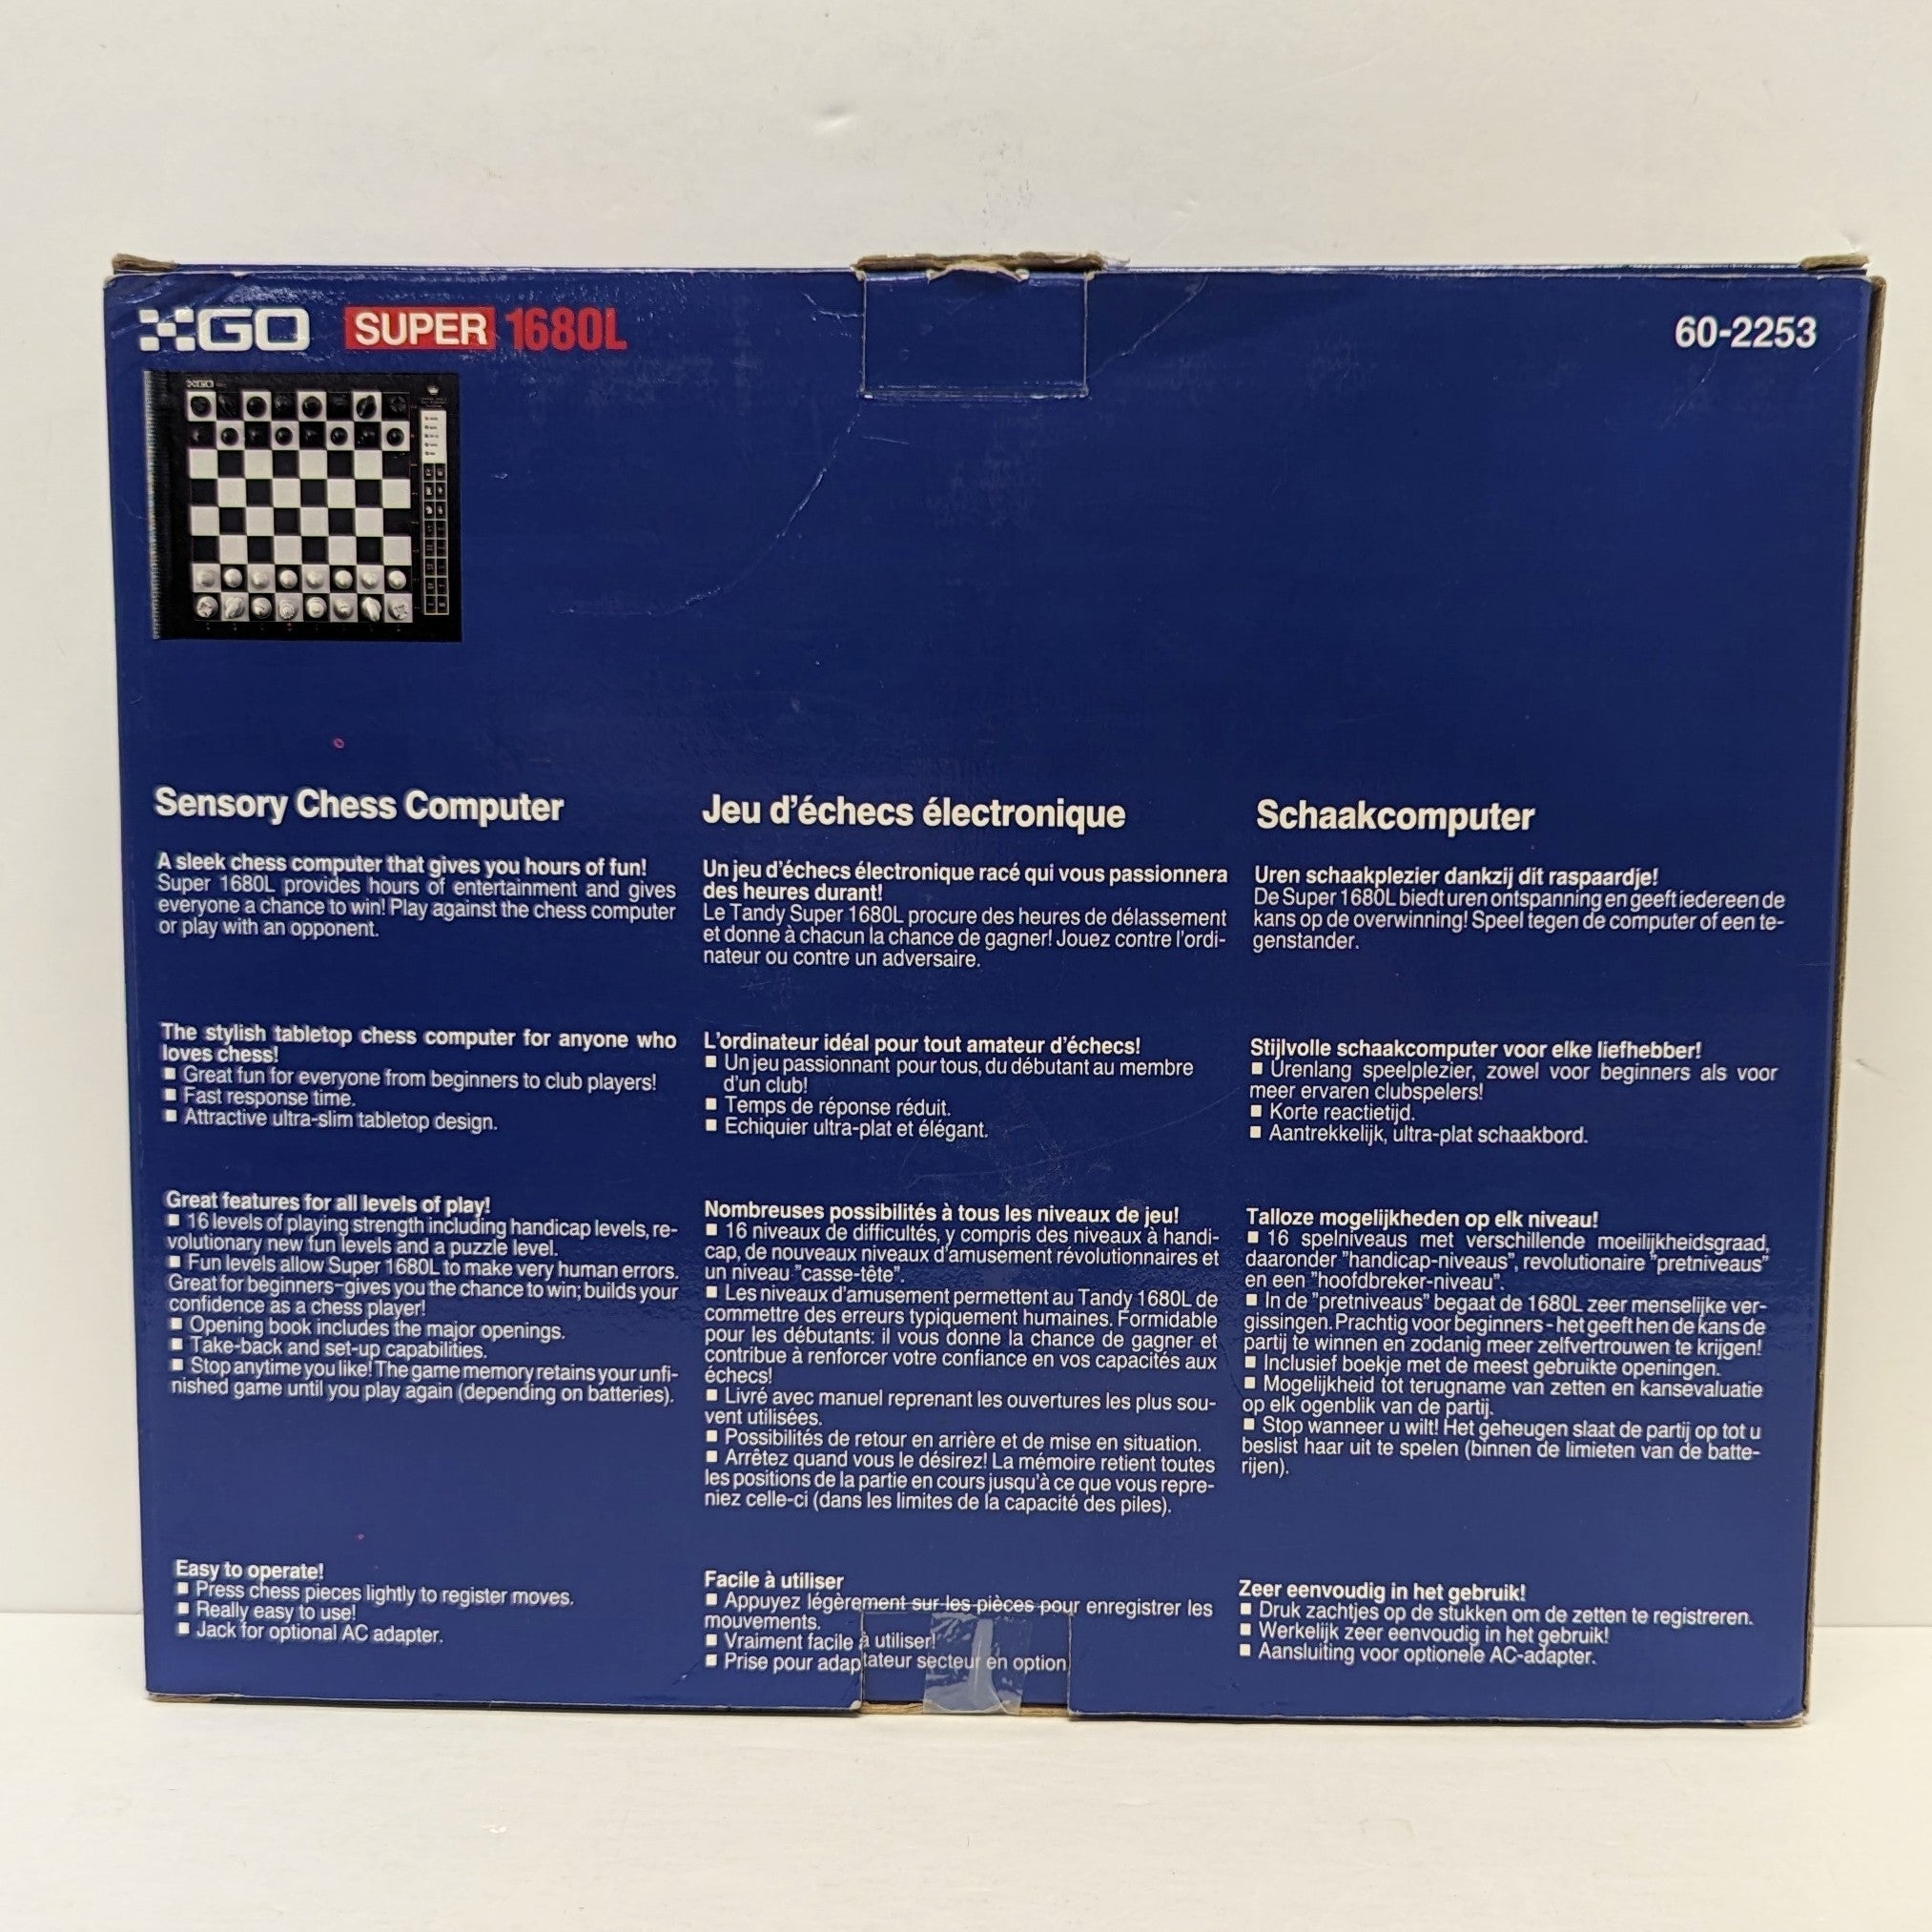 GO SUPER 1680L
60-2253
Sensory Chess Computer
A sleek chess computer that gives you hours of fun!
Super 1680L provides hours of entertainment and gives
everyone a chance to win! Play against the chess computer
or play with an opponent.
The stylish tabletop chess computer for anyone who
loves chess!
■ Great fun for everyone from beginners to club players!
■ Fast response time.
■ Attractive ultra-slim tabletop design.
Great features for all levels of play!
■ 16 levels of playing strength including handicap levels, re-
volutionary new fun levels and a puzzle level.
■ Fun levels allow Super 1680L to make very human errors.
Great for beginners-gives you the chance to win; builds your
confidence as a chess player!
■ Opening book includes the major openings.
■ Take-back and set-up capabilities.
■ Stop anytime you like! The game memory retains your unfi-
nished game until you play again (depending on batteries).
Easy to operate!
■ Press chess pieces lightly to register moves.
■ Really easy to use!
■ Jack for optional AC adapter.
Jeu d'échecs électronique
Un jeu d'échecs électronique racé qui vous passionnera
des heures durant!
Le Tandy Super 1680L procure des heures de délassement
et donne à chacun la chance de gagner! Jouez contre l'ordi-
nateur ou contre un adversaire.
L'ordinateur idéal pour tout amateur d'échecs!
■ Un jeu passionnant pour tous, du débutant au membre
d'un club!
■ Temps de réponse réduit.
■ Echiquier ultra-plat et élégant.
Nombreuses possibilités à tous les niveaux de jeu!
■ 16 niveaux de difficultés, y compris des niveaux à handi-
cap, de nouveaux niveaux d'amusement révolutionnaires et
un niveau "casse-tête".
■ Les niveaux d'amusement permettent au Tandy 1680L de
commettre des erreurs typiquement humaines. Formidable
pour les débutants: il vous donne la chance de gagner et
contribue à renforcer votre confiance en vos capacités aux
échecs!
■ Livré avec manuel reprenant les ouvertures les plus sou-
vent utilisées.
■ Possibilités de retour en arrière et de mise en situation.
■ Arrêtez quand vous le désirez! La mémoire retient toutes
les positions de la partie en cours jusqu'à ce que vous repre-
niez celle-ci (dans les limites de la capacité des piles).
Facile à utiliser
■ Appuyez légèrement sur les pièces pour enregistrer les
mouvements.
■ Vraiment facile à utiliser!
■ Prise pour adaptateur secteur en option
Schaakcomputer
Uren schaakplezier dankzij dit raspaardje!
De Super 1680L biedt uren ontspanning en geeft iedereen de
kans op de overwinning! Speel tegen de computer of een te-
genstander.
Stijlvolle schaakcomputer voor elke liefhebber!
■ Urenlang speelplezier, zowel voor beginners als voor
meer ervaren clubspelers!
■ Korte reactietijd.
■ Aantrekkelijk, ultra-plat schaakbord.
Talloze mogelijkheden op elk niveau!
■ 16 spelniveaus met verschillende moeilijkheidsgraad,
daaronder "handicap-niveaus", revolutionaire "pretniveaus"
en een "hoofdbreker-niveau".
■ In de "pretniveaus" begaat de 1680L zeer menselijke ver-
gissingen. Prachtig voor beginners - het geeft hen de kans de
partij te winnen en zodanig meer zelfvertrouwen te krijgen!
■ Inclusief boekje met de meest gebruikte openingen.
■ Mogelijkheid tot terugname van zetten en kansevaluatie
op elk ogenblik van de partij.
■ Stop wanneer u wilt! Het geheugen slaat de partij op tot u
beslist haar uit te spelen (binnen de limieten van de batte-
rijen).
Zeer eenvoudig in het gebruik!
■ Druk zachtjes op de stukken om de zetten te registreren.
■ Werkelijk zeer eenvoudig in het gebruik!
■ Aansluiting voor optionele AC-adapter.